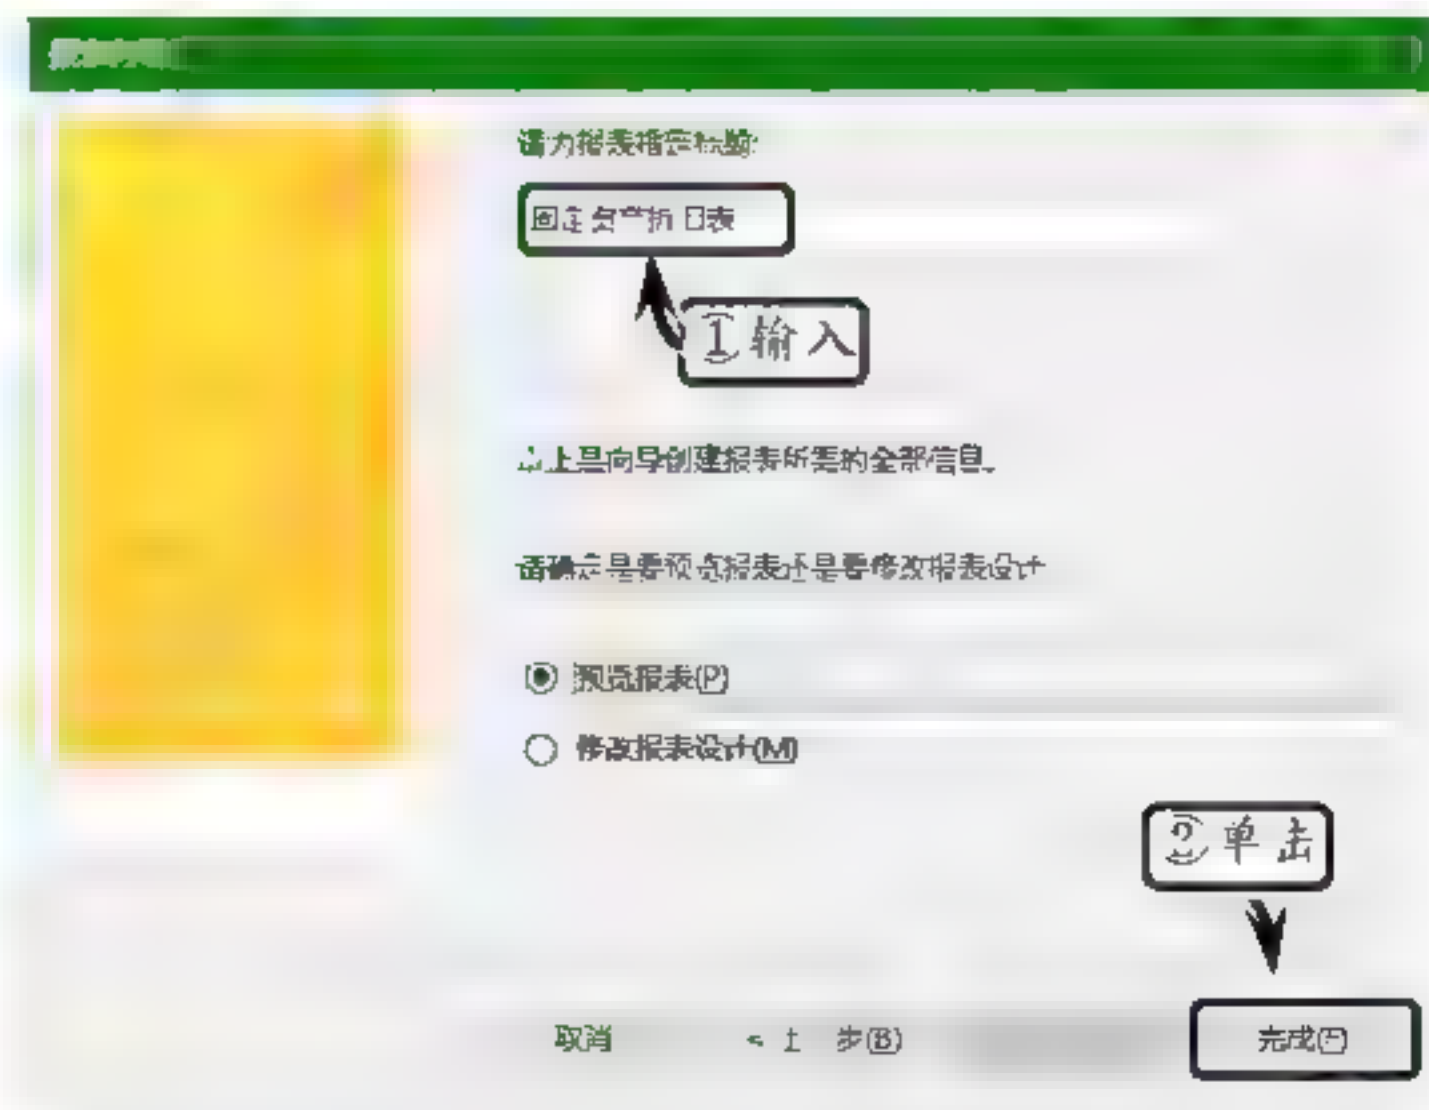 请为报表指定标题:
固定资产折旧表
①输入
以上是向导创建报表所需的全部信息。
请确定是要预览报表还是要修改报表设计
预览报表(P)
修改报表设计(M)
②单击
取消
< 上一步(B)
完成(F)